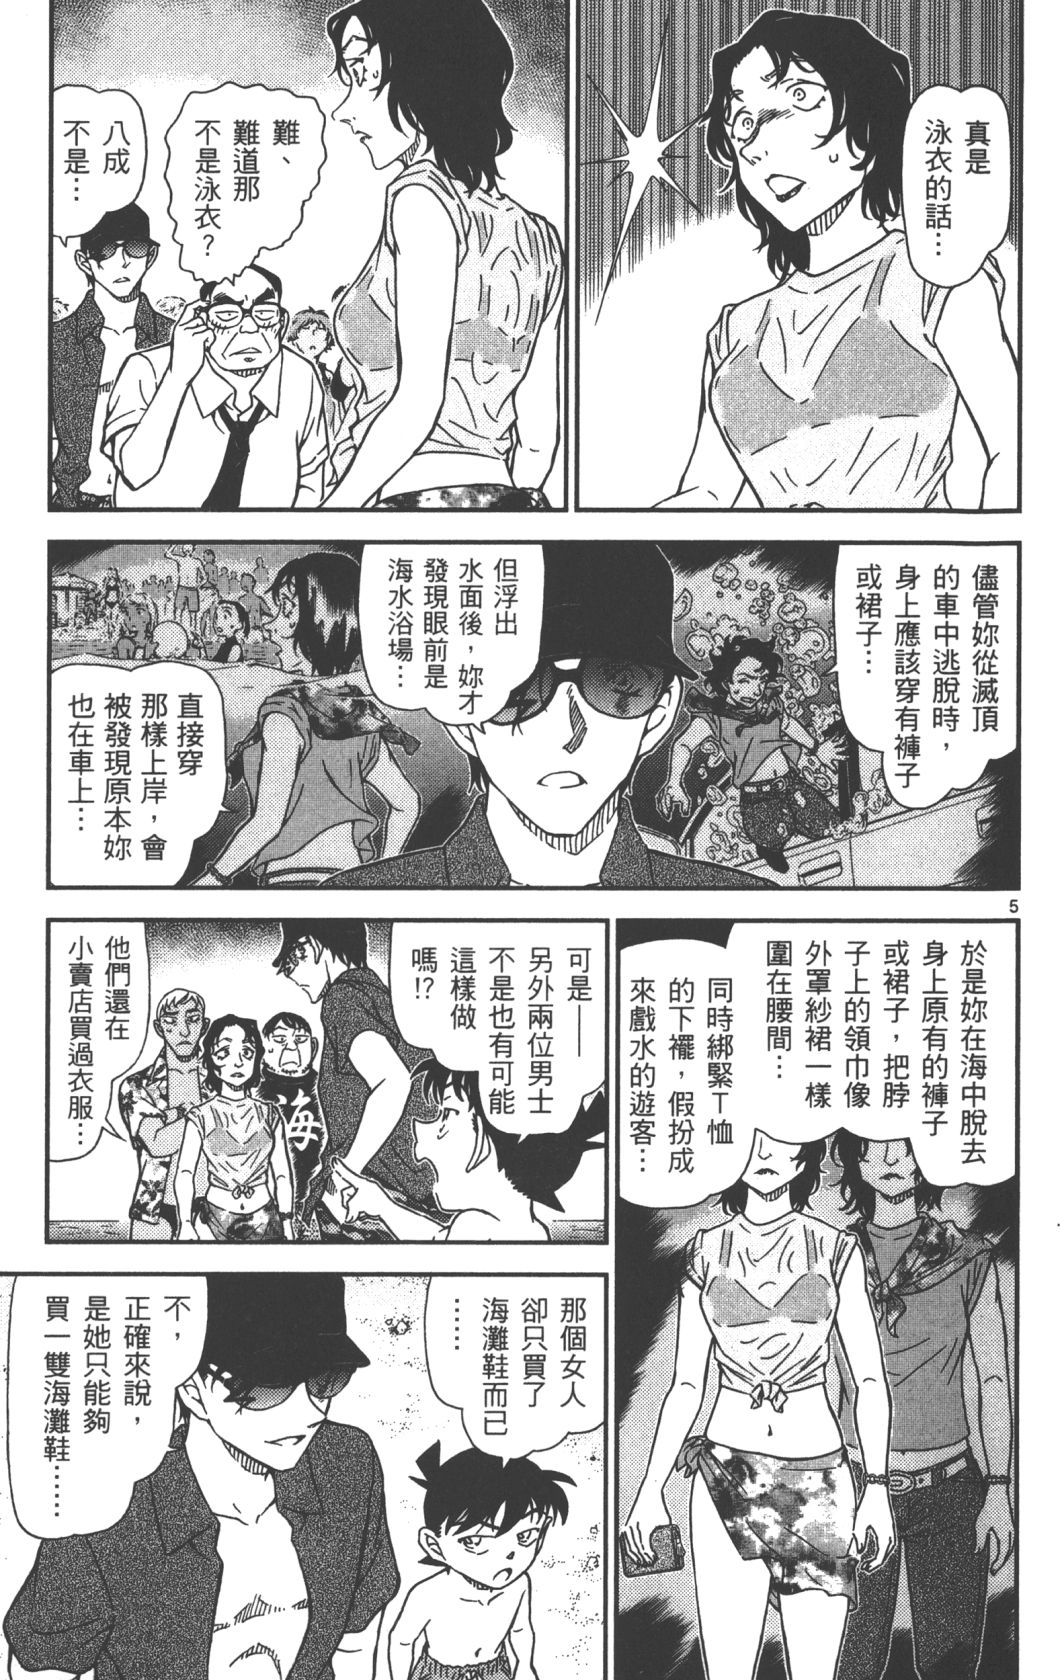 真是
泳衣的話…
難、
難道那
不是泳衣？
八成
不是…
儘管妳從滅頂
的車中逃脫時，
身上應該穿有褲子
或裙子…
但浮出
水面後，妳才
發現眼前是
海水浴場…
直接穿
那樣上岸，會
被發現原本妳
也在車上…
5
於是妳在海中脫去
身上原有的褲子
或裙子，把脖
子上的領巾像
外罩紗裙一樣
圍在腰間…
同時綁緊T恤
的下襬，假扮成
來戲水的遊客…
可是——
另外兩位男士
不是也有可能
這樣做
嗎!?
海
他們還在
小賣店買過衣服…
那個女人
卻只買了
海灘鞋而已
……
不，
正確來說，
是她只能夠
買一雙海灘鞋……